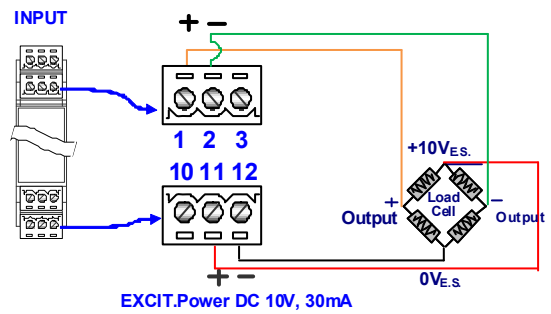 INPUT
+ −
1 2 3
10 11 12
+10VE.S.
+ Output
Load
Cell
− Output
0VE.S.
+ −
EXCIT.Power DC 10V, 30mA